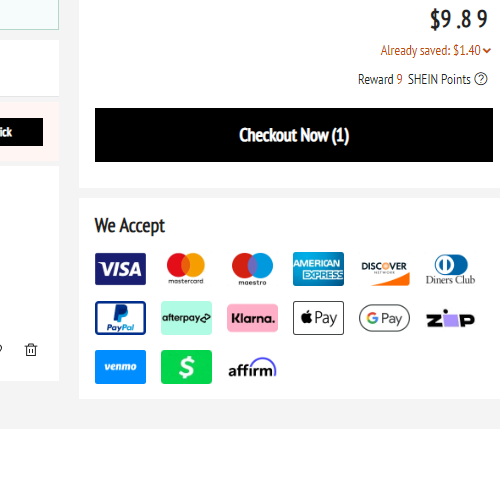 $9.89
Already saved: $1.40
Reward 9 SHEIN Points
ick
Checkout Now (1)
We Accept
VISA
mastercard
maestro
AMERICAN EXPRESS
DISCOVER NETWORK
Diners Club
PayPal
afterpay
Klarna.
Pay
G Pay
ZIP
venmo
$
affirm